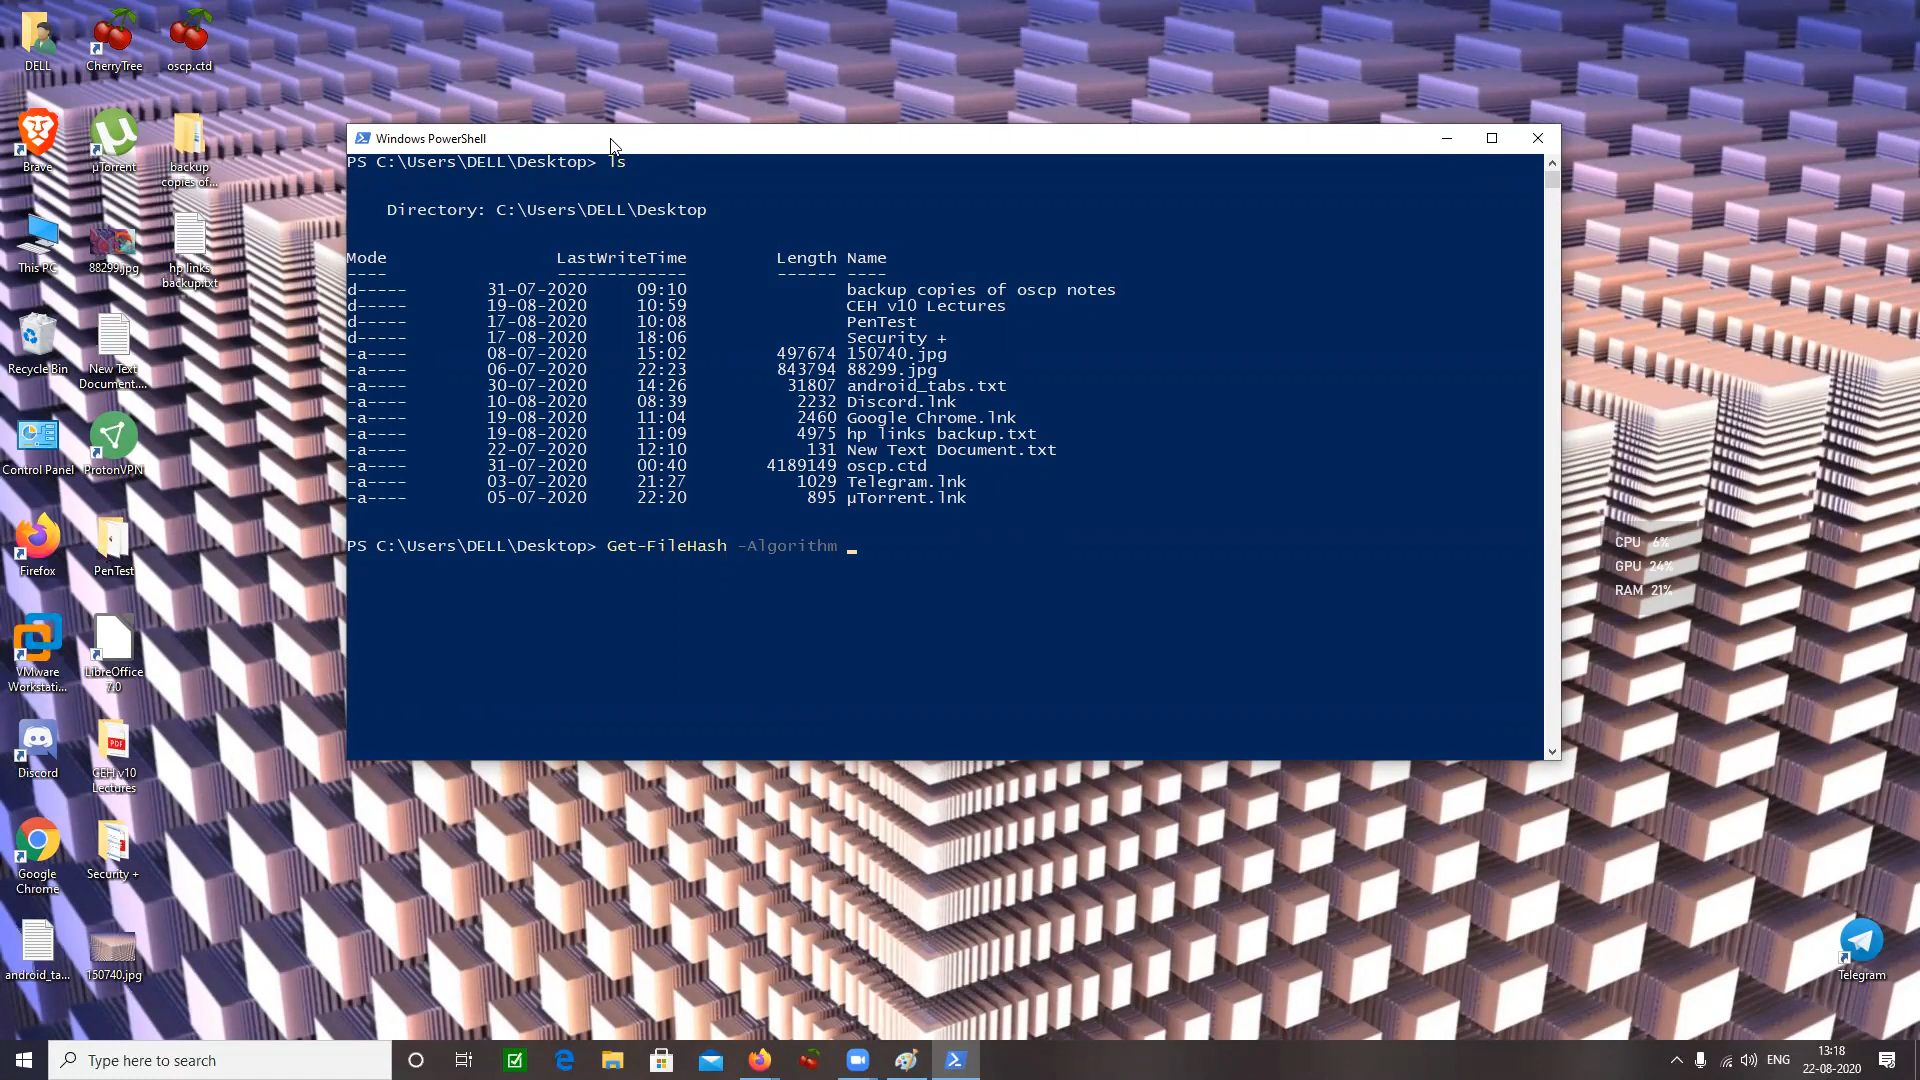 DELL
CherryTree
oscp.ctd
Brave
µTorrent
backup
copies of...
This PC
88299.jpg
hp links
backup.txt
Recycle Bin
New Text
Document....
Control Panel
ProtonVPN
Firefox
PenTest
VMware
Workstati...
LibreOffice
7.0
Discord
CEH v10
Lectures
PDF
Google
Chrome
Security +
android_ta...
150740.jpg
Windows PowerShell
PS C:\Users\DELL\Desktop> ls
Directory: C:\Users\DELL\Desktop
Mode LastWriteTime Length Name
---- ------------- ------ ----
d----- 31-07-2020 09:10 backup copies of oscp notes
d----- 19-08-2020 10:59 CEH v10 Lectures
d----- 17-08-2020 10:08 PenTest
d----- 17-08-2020 18:06 Security +
-a---- 08-07-2020 15:02 497674 150740.jpg
-a---- 06-07-2020 22:23 843794 88299.jpg
-a---- 30-07-2020 14:26 31807 android_tabs.txt
-a---- 10-08-2020 08:39 2232 Discord.lnk
-a---- 19-08-2020 11:04 2460 Google Chrome.lnk
-a---- 19-08-2020 11:09 4975 hp links backup.txt
-a---- 22-07-2020 12:10 131 New Text Document.txt
-a---- 31-07-2020 00:40 4189149 oscp.ctd
-a---- 03-07-2020 21:27 1029 Telegram.lnk
-a---- 05-07-2020 22:20 895 µTorrent.lnk
PS C:\Users\DELL\Desktop> Get-FileHash -Algorithm _
CPU 6%
GPU 24%
RAM 21%
Telegram
Type here to search
ENG
13:18
22-08-2020